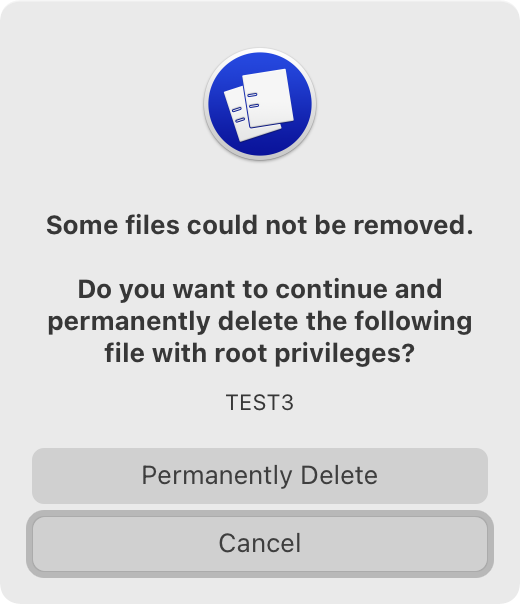 Some files could not be removed.
Do you want to continue and
permanently delete the following
file with root privileges?
TEST3
Permanently Delete
Cancel